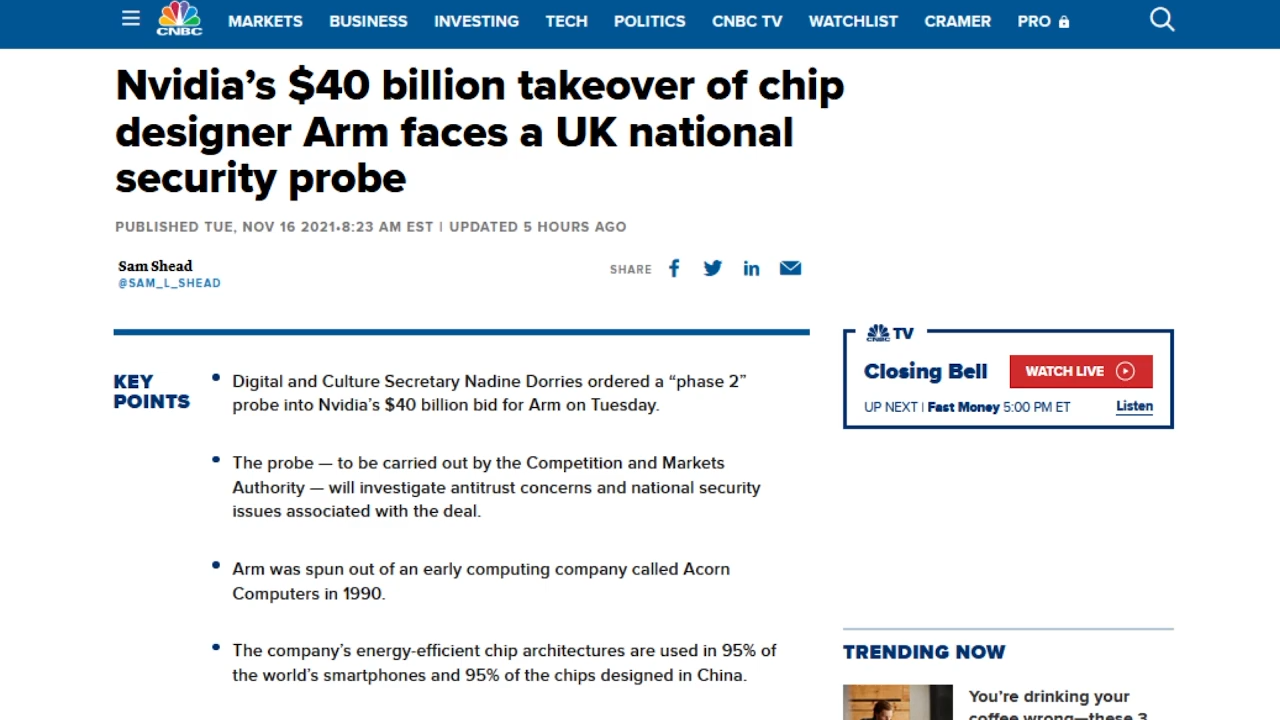 CNBC
MARKETS BUSINESS INVESTING TECH POLITICS CNBC TV WATCHLIST CRAMER PRO
Nvidia’s $40 billion takeover of chip
designer Arm faces a UK national
security probe
PUBLISHED TUE, NOV 16 2021•8:23 AM EST | UPDATED 5 HOURS AGO
Sam Shead
@SAM_L_SHEAD
SHARE
KEY
POINTS
Digital and Culture Secretary Nadine Dorries ordered a “phase 2”
probe into Nvidia’s $40 billion bid for Arm on Tuesday.
The probe — to be carried out by the Competition and Markets
Authority — will investigate antitrust concerns and national security
issues associated with the deal.
Arm was spun out of an early computing company called Acorn
Computers in 1990.
The company’s energy-efficient chip architectures are used in 95% of
the world’s smartphones and 95% of the chips designed in China.
CNBC TV
Closing Bell
WATCH LIVE
UP NEXT | Fast Money 5:00 PM ET
Listen
TRENDING NOW
You’re drinking your
coffee wrong—these 3